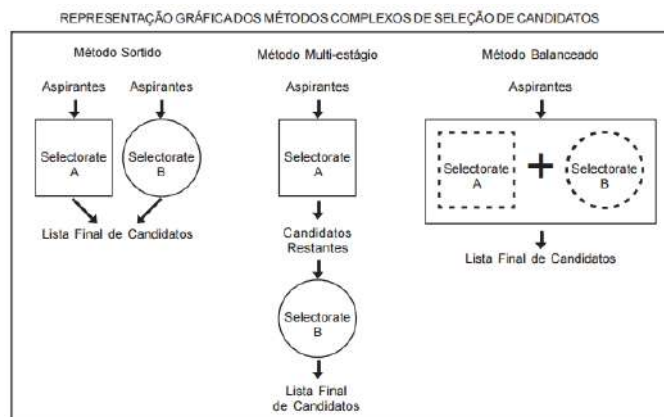 REPRESENTAÇÃO GRÁFICA DOS MÉTODOS COMPLEXOS DE SELEÇÃO DE CANDIDATOS
Método Sortido
Aspirantes Aspirantes
Selectorate
A
Selectorate
B
Lista Final de Candidatos
Método Multi-estágio
Aspirantes
Selectorate
A
Candidatos
Restantes
Selectorate
B
Lista Final
de Candidatos
Método Balanceado
Aspirantes
Selectorate
A
+
Selectorate
B
Lista Final de Candidatos